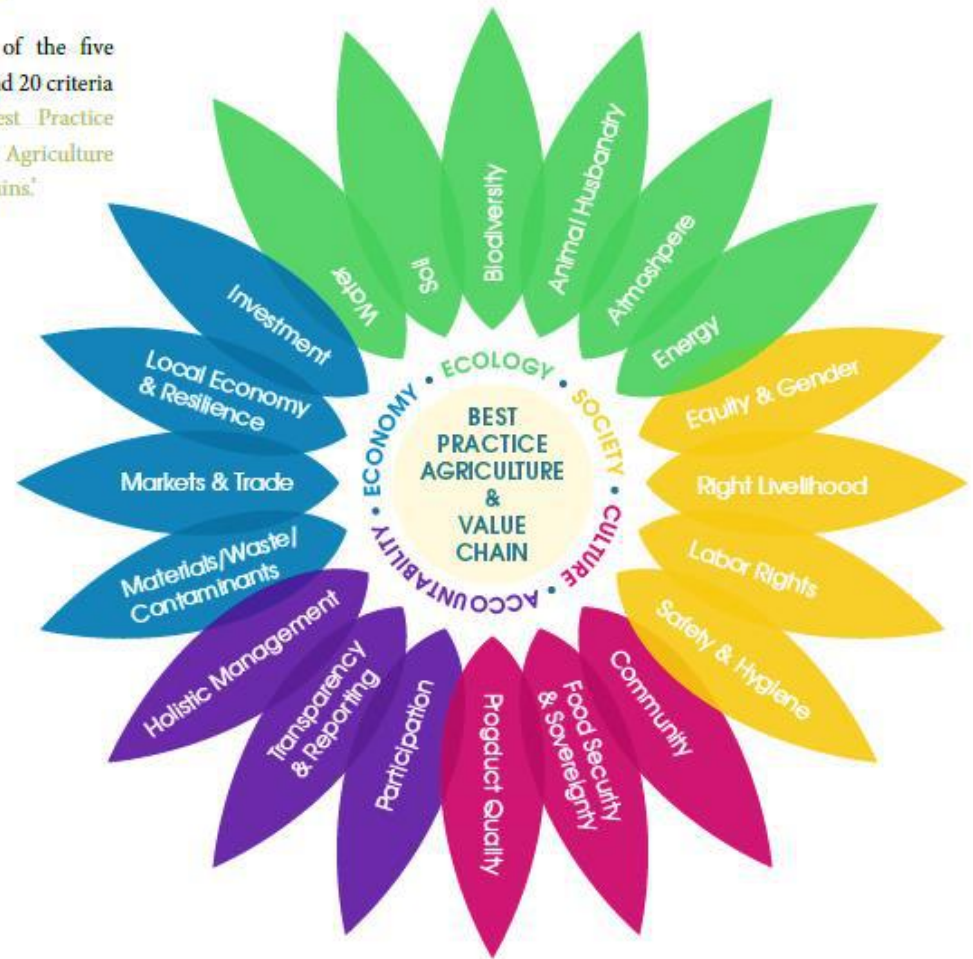 of the five
d 20 criteria
est Practice
Agriculture
ins.'
Water
Soil
Biodiversity
Animal Husbandry
Atmoshpere
Energy
Equity & Gender
Right Livelihood
Labor Rights
Safety & Hygiene
Community
Food Security
& Sovereignty
Progduct Quality
Participation
Transparency
& Reporting
Holistic Management
Materials/Waste/
Contaminants
Markets & Trade
Local Economy
& Resilience
Investment
• ECOLOGY • SOCIETY • CULTURE • ACCOUNTABILITY • ECONOMY
BEST
PRACTICE
AGRICULTURE
&
VALUE
CHAIN